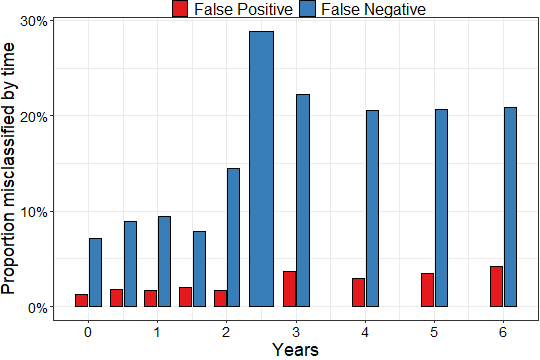 False Positive False Negative
Proportion misclassified by time
30%
20%
10%
0%
0 1 2 3 4 5 6
Years